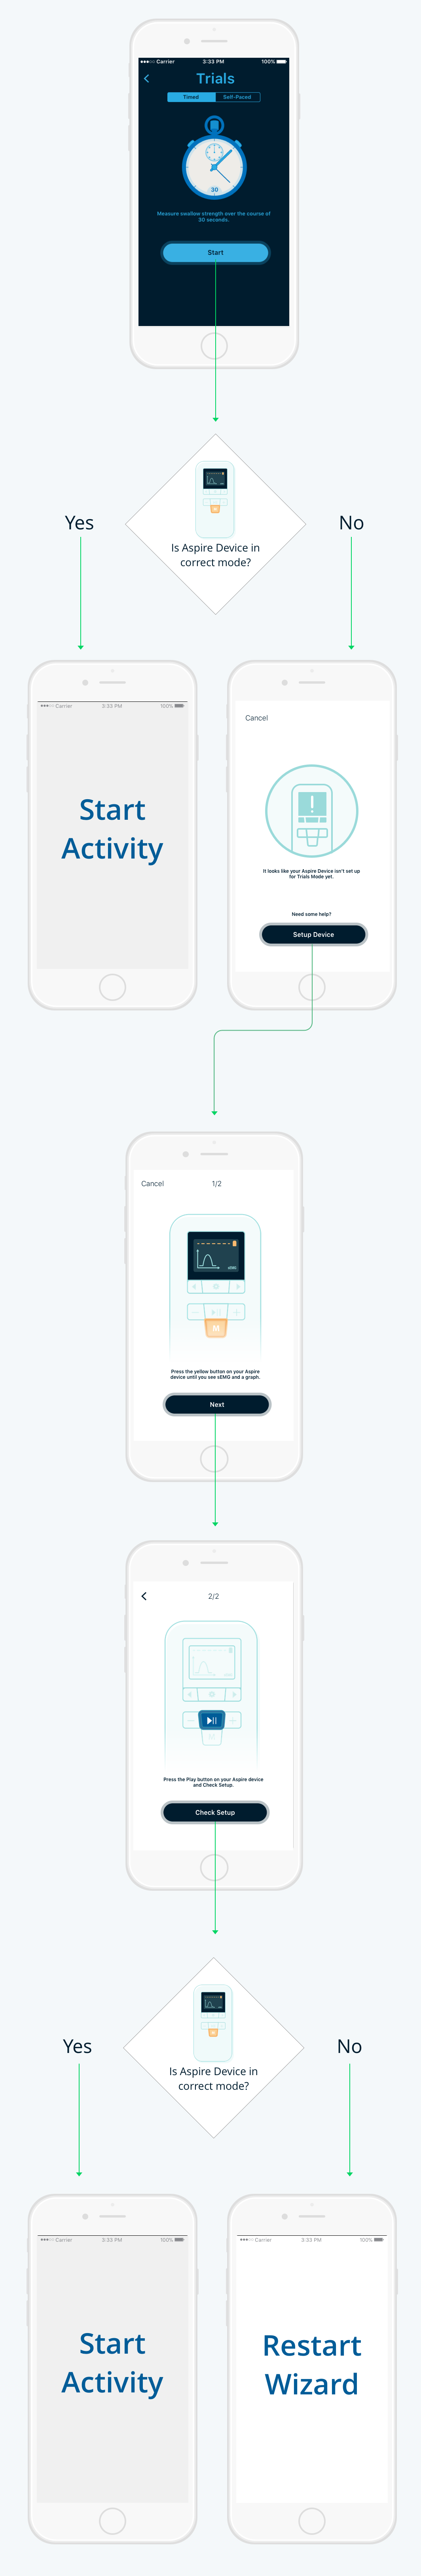 Carrier 3:33 PM 100%
Trials
Timed Self-Paced
30
Measure swallow strength over the course of
30 seconds.
Start
M
Is Aspire Device in
correct mode?
Yes No
Carrier 3:33 PM 100%
Start
Activity
Cancel
It looks like your Aspire Device isn't set up
for Trials Mode yet.
Need some help?
Setup Device
Cancel 1/2
sEMG
M
Press the yellow button on your Aspire
device until you see sEMG and a graph.
Next
2/2
M
Press the Play button on your Aspire device
and Check Setup.
Check Setup
M
Is Aspire Device in
correct mode?
Yes No
Carrier 3:33 PM 100%
Start
Activity
Carrier 3:33 PM 100%
Restart
Wizard